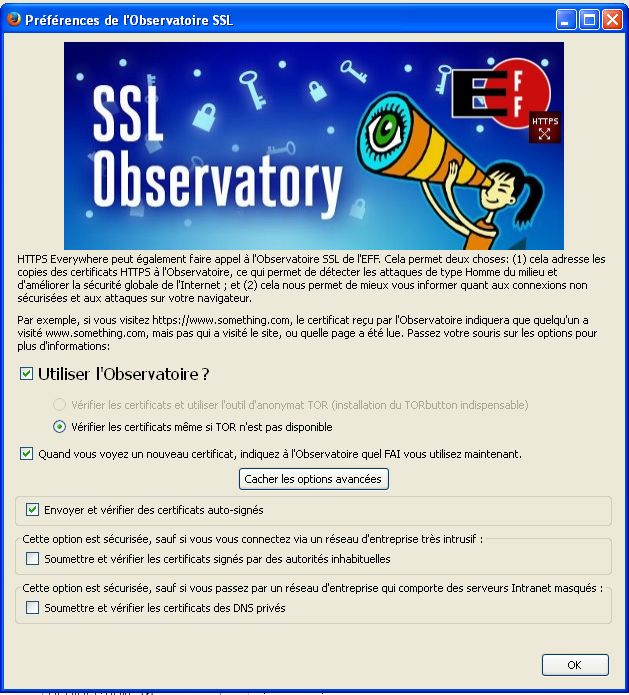 Préférences de l'Observatoire SSL
SSL
Observatory
EFF
HTTPS
HTTPS Everywhere peut également faire appel à l'Observatoire SSL de l'EFF. Cela permet deux choses: (1) cela adresse les
copies des certificats HTTPS à l'Observatoire, ce qui permet de détecter les attaques de type Homme du milieu et
d'améliorer la sécurité globale de l'Internet ; et (2) cela nous permet de mieux vous informer quant aux connexions non
sécurisées et aux attaques sur votre navigateur.
Par exemple, si vous visitez https://www.something.com, le certificat reçu par l'Observatoire indiquera que quelqu'un a
visité www.something.com, mais pas qui a visité le site, ou quelle page a été lue. Passez votre souris sur les options pour
plus d'informations:
Utiliser l'Observatoire ?
Vérifier les certificats et utiliser l'outil d'anonymat TOR (installation du TORbutton indispensable)
Vérifier les certificats même si TOR n'est pas disponible
Quand vous voyez un nouveau certificat, indiquez à l'Observatoire quel FAI vous utilisez maintenant.
Cacher les options avancées
Envoyer et vérifier des certificats auto-signés
Cette option est sécurisée, sauf si vous vous connectez via un réseau d'entreprise très intrusif :
Soumettre et vérifier les certificats signés par des autorités inhabituelles
Cette option est sécurisée, sauf si vous passez par un réseau d'entreprise qui comporte des serveurs Intranet masqués :
Soumettre et vérifier les certificats des DNS privés
OK